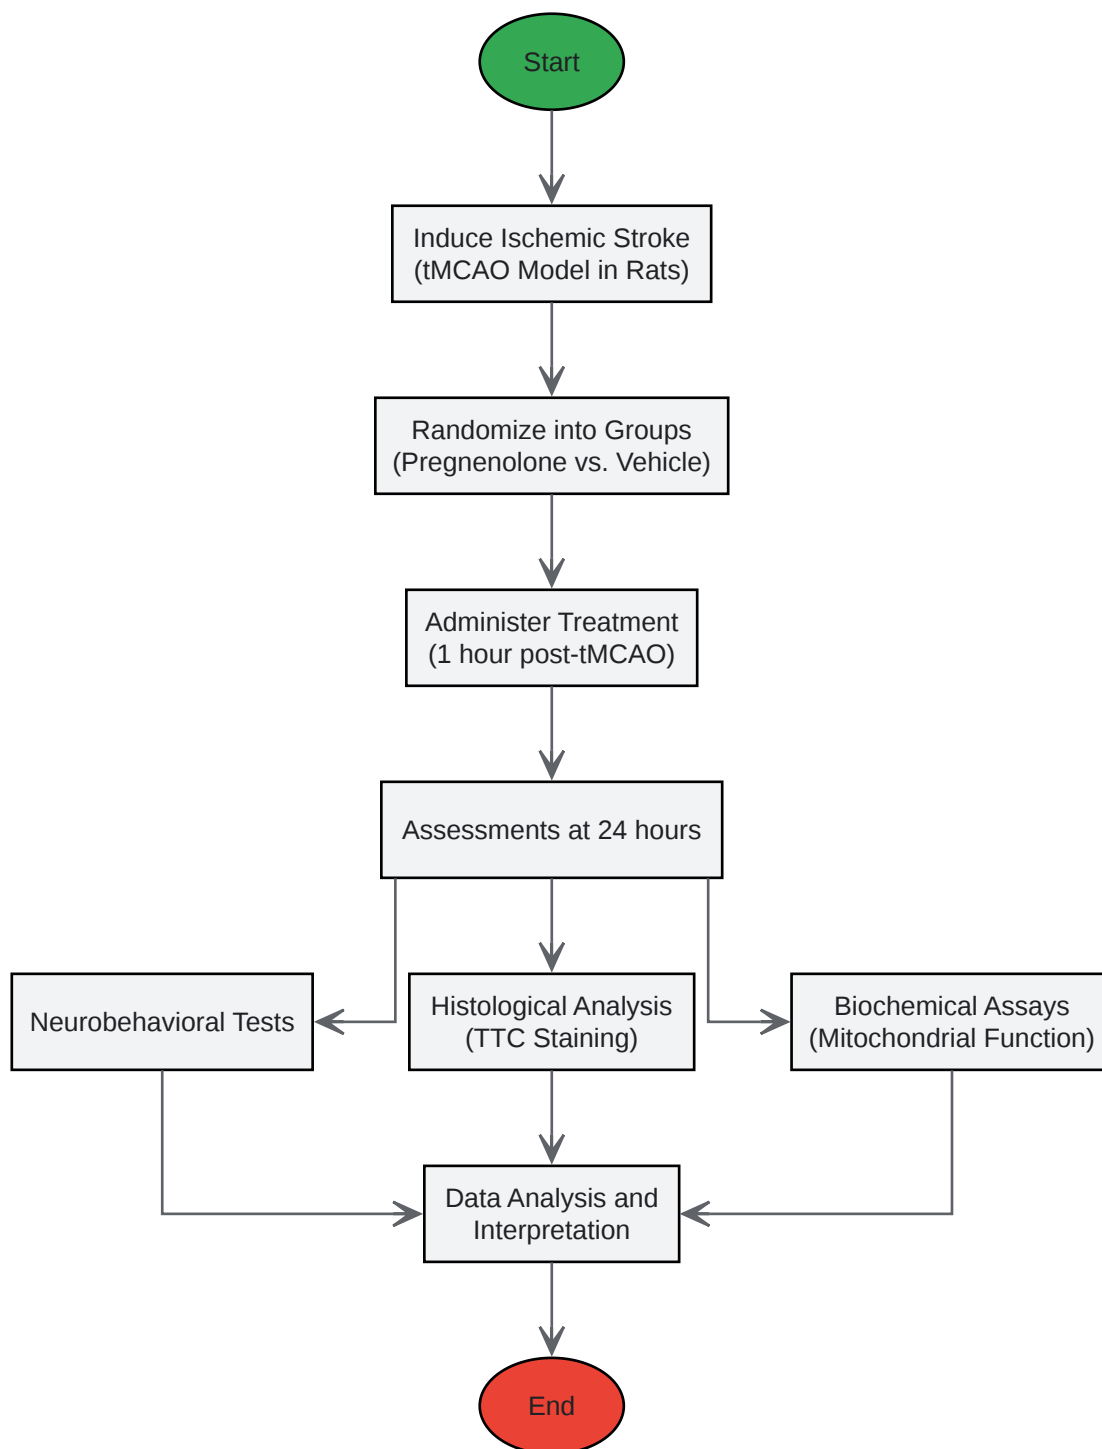 Start
Induce Ischemic Stroke
(tMCAO Model in Rats)
Randomize into Groups
(Pregnenolone vs. Vehicle)
Administer Treatment
(1 hour post-tMCAO)
Assessments at 24 hours
Neurobehavioral Tests
Histological Analysis
(TTC Staining)
Biochemical Assays
(Mitochondrial Function)
Data Analysis and
Interpretation
End